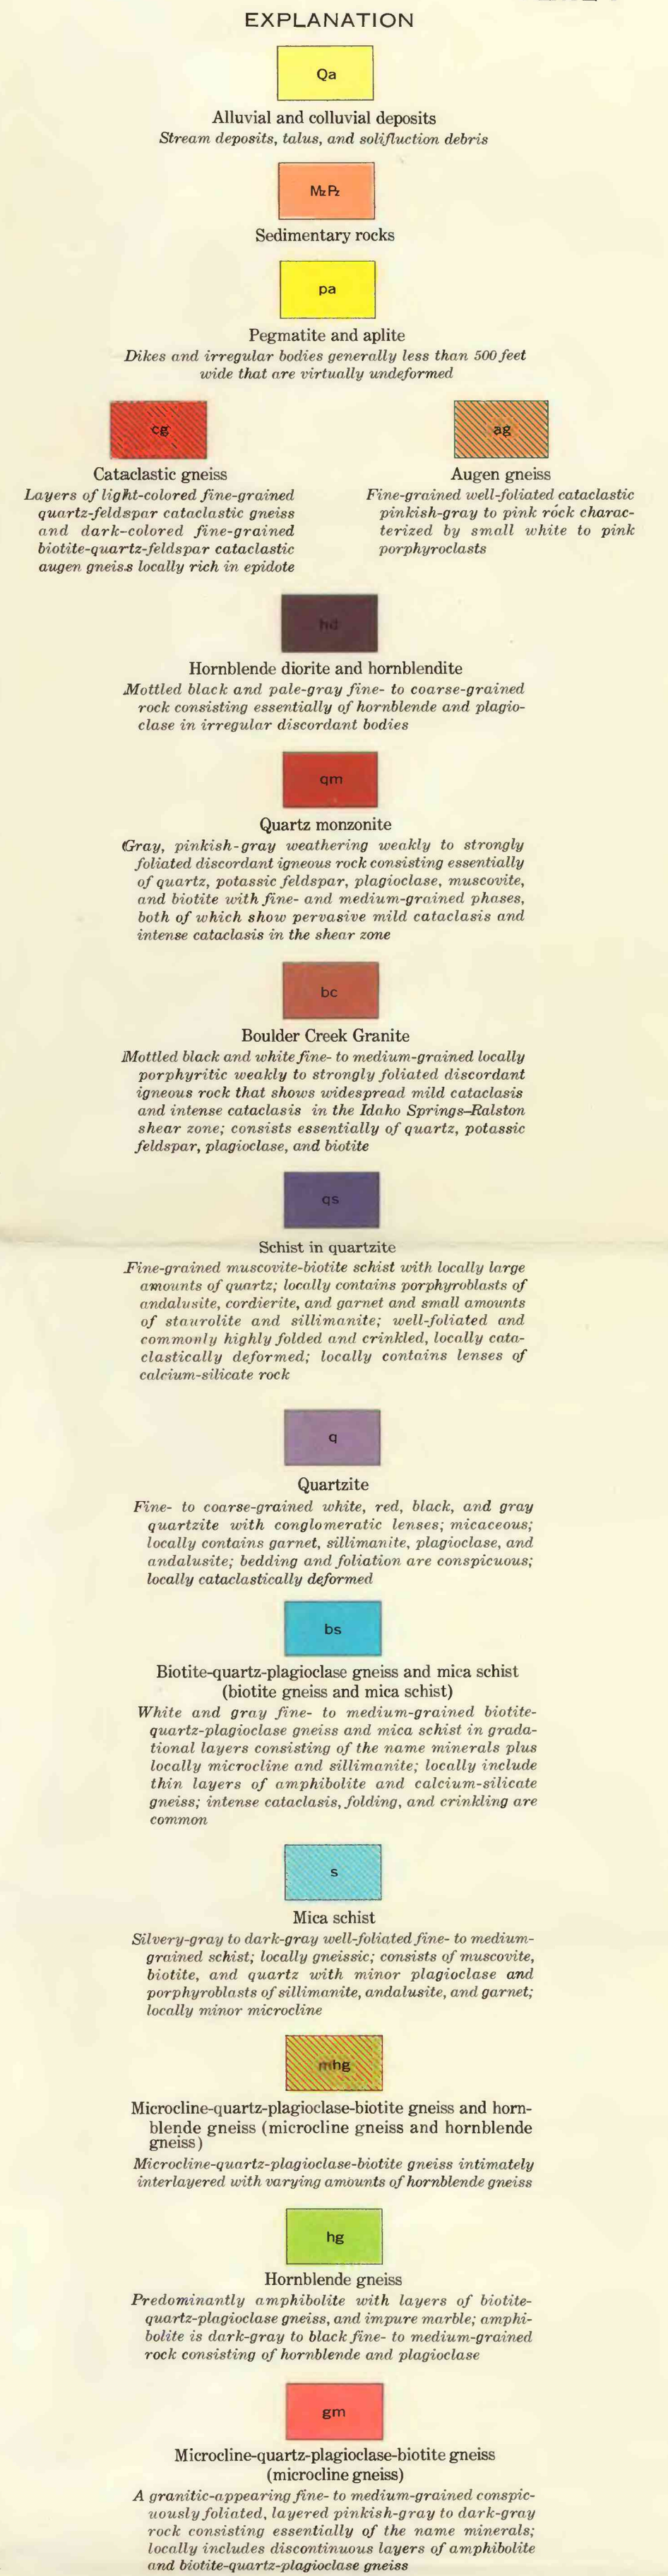 EXPLANATION
Qa
Alluvial and colluvial deposits
Stream deposits, talus, and solifluction debris
MzPz
Sedimentary rocks
pa
Pegmatite and aplite
Dikes and irregular bodies generally less than 500 feet
wide that are virtually undeformed
cg
Cataclastic gneiss
Layers of light-colored fine-grained
quartz-feldspar cataclastic gneiss
and dark-colored fine-grained
biotite-quartz-feldspar cataclastic
augen gneiss locally rich in epidote
ag
Augen gneiss
Fine-grained well-foliated cataclastic
pinkish-gray to pink rock charac-
terized by small white to pink
porphyroclasts
hd
Hornblende diorite and hornblendite
Mottled black and pale-gray fine- to coarse-grained
rock consisting essentially of hornblende and plagio-
clase in irregular discordant bodies
qm
Quartz monzonite
Gray, pinkish-gray weathering weakly to strongly
foliated discordant igneous rock consisting essentially
of quartz, potassic feldspar, plagioclase, muscovite,
and biotite with fine- and medium-grained phases,
both of which show pervasive mild cataclasis and
intense cataclasis in the shear zone
bc
Boulder Creek Granite
Mottled black and white fine- to medium-grained locally
porphyritic weakly to strongly foliated discordant
igneous rock that shows widespread mild cataclasis
and intense cataclasis in the Idaho Springs–Ralston
shear zone; consists essentially of quartz, potassic
feldspar, plagioclase, and biotite
qs
Schist in quartzite
Fine-grained muscovite-biotite schist with locally large
amounts of quartz; locally contains porphyroblasts of
andalusite, cordierite, and garnet and small amounts
of staurolite and sillimanite; well-foliated and
commonly highly folded and crinkled, locally cata-
clastically deformed; locally contains lenses of
calcium-silicate rock
q
Quartzite
Fine- to coarse-grained white, red, black, and gray
quartzite with conglomeratic lenses; micaceous;
locally contains garnet, sillimanite, plagioclase, and
andalusite; bedding and foliation are conspicuous;
locally cataclastically deformed
bs
Biotite-quartz-plagioclase gneiss and mica schist
(biotite gneiss and mica schist)
White and gray fine- to medium-grained biotite-
quartz-plagioclase gneiss and mica schist in grada-
tional layers consisting of the name minerals plus
locally microcline and sillimanite; locally include
thin layers of amphibolite and calcium-silicate
gneiss; intense cataclasis, folding, and crinkling are
common
s
Mica schist
Silvery-gray to dark-gray well-foliated fine- to medium-
grained schist; locally gneissic; consists of muscovite,
biotite, and quartz with minor plagioclase and
porphyroblasts of sillimanite, andalusite, and garnet;
locally minor microcline
mhg
Microcline-quartz-plagioclase-biotite gneiss and horn-
blende gneiss (microcline gneiss and hornblende
gneiss)
Microcline-quartz-plagioclase-biotite gneiss intimately
interlayered with varying amounts of hornblende gneiss
hg
Hornblende gneiss
Predominantly amphibolite with layers of biotite-
quartz-plagioclase gneiss, and impure marble; amphi-
bolite is dark-gray to black fine- to medium-grained
rock consisting of hornblende and plagioclase
gm
Microcline-quartz-plagioclase-biotite gneiss
(microcline gneiss)
A granitic-appearing fine- to medium-grained conspic-
uously foliated, layered pinkish-gray to dark-gray
rock consisting essentially of the name minerals;
locally includes discontinuous layers of amphibolite
and biotite-quartz-plagioclase gneiss